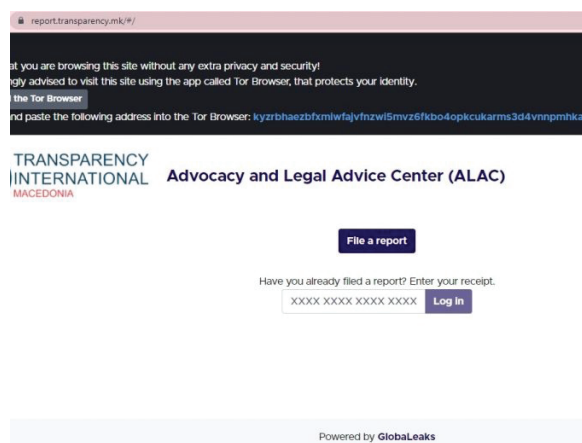 report.transparency.mk/#/
at you are browsing this site without any extra privacy and security!
ngly advised to visit this site using the app called Tor Browser, that protects your identity.
the Tor Browser
nd paste the following address into the Tor Browser: kyzrbhaezbfxmiwfajvfnzwi5mvz6fkbo4opkcukarms3d4vnnpmhka
TRANSPARENCY
INTERNATIONAL
MACEDONIA
Advocacy and Legal Advice Center (ALAC)
File a report
Have you already filed a report? Enter your receipt.
XXXX XXXX XXXX XXXX Log in
Powered by GlobaLeaks